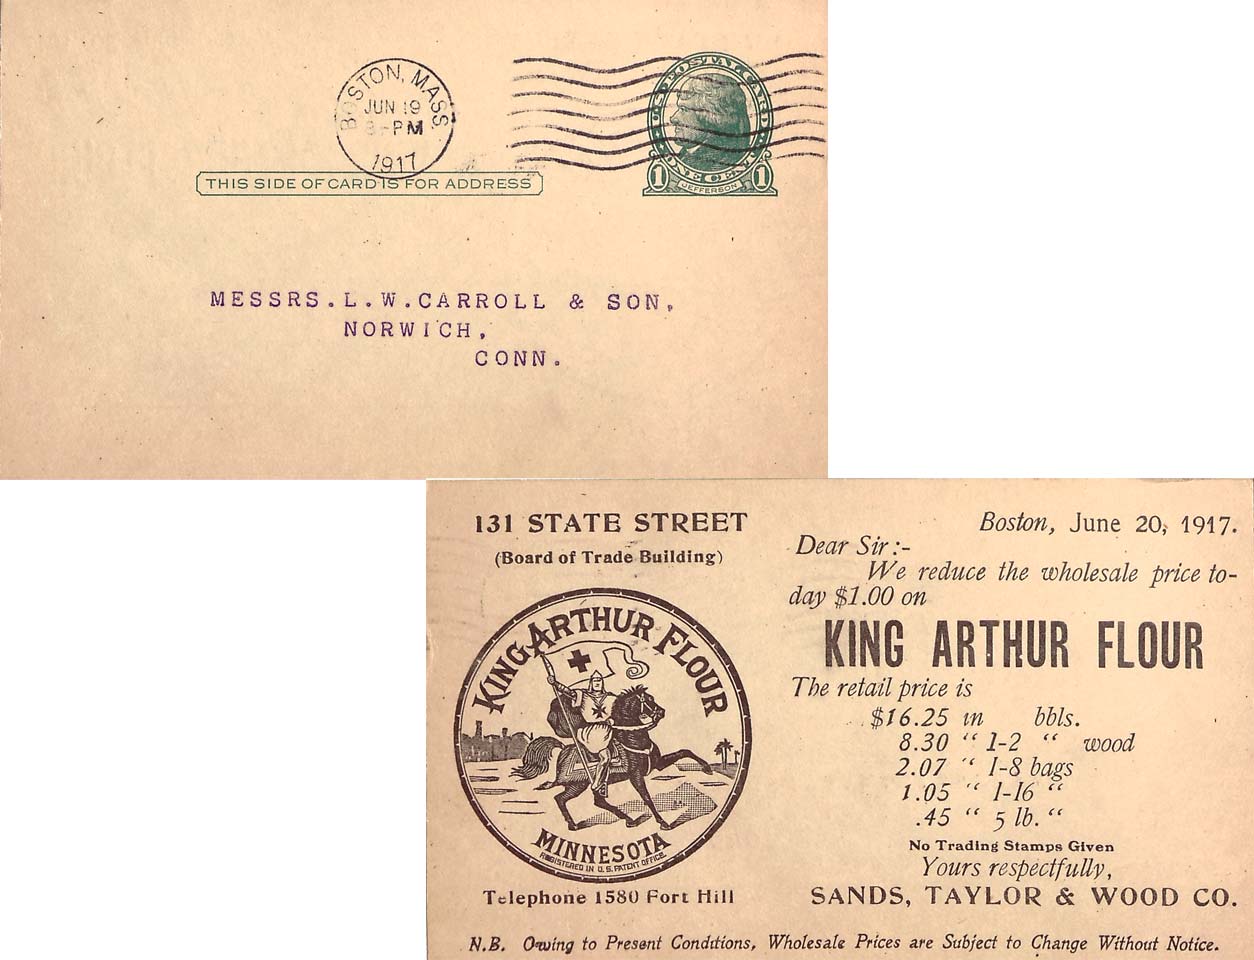 BOSTON, MASS.
JUN 19
3-PM
1917
U.S. POSTAL CARD
ONE CENT
1 JEFFERSON 1
THIS SIDE OF CARD IS FOR ADDRESS
MESSRS. L. W. CARROLL & SON,
NORWICH,
CONN.
131 STATE STREET
(Board of Trade Building)
KING ARTHUR FLOUR
MINNESOTA
REGISTERED IN U.S. PATENT OFFICE.
Telephone 1580 Fort Hill
Boston, June 20, 1917.
Dear Sir:-
We reduce the wholesale price to-
day $1.00 on
KING ARTHUR FLOUR
The retail price is
$16.25 in bbls.
8.30 “ 1-2 “ wood
2.07 “ 1-8 bags
1.05 “ 1-16 “
.45 “ 5 lb. “
No Trading Stamps Given
Yours respectfully,
SANDS, TAYLOR & WOOD CO.
N.B. Owing to Present Conditions, Wholesale Prices are Subject to Change Without Notice.